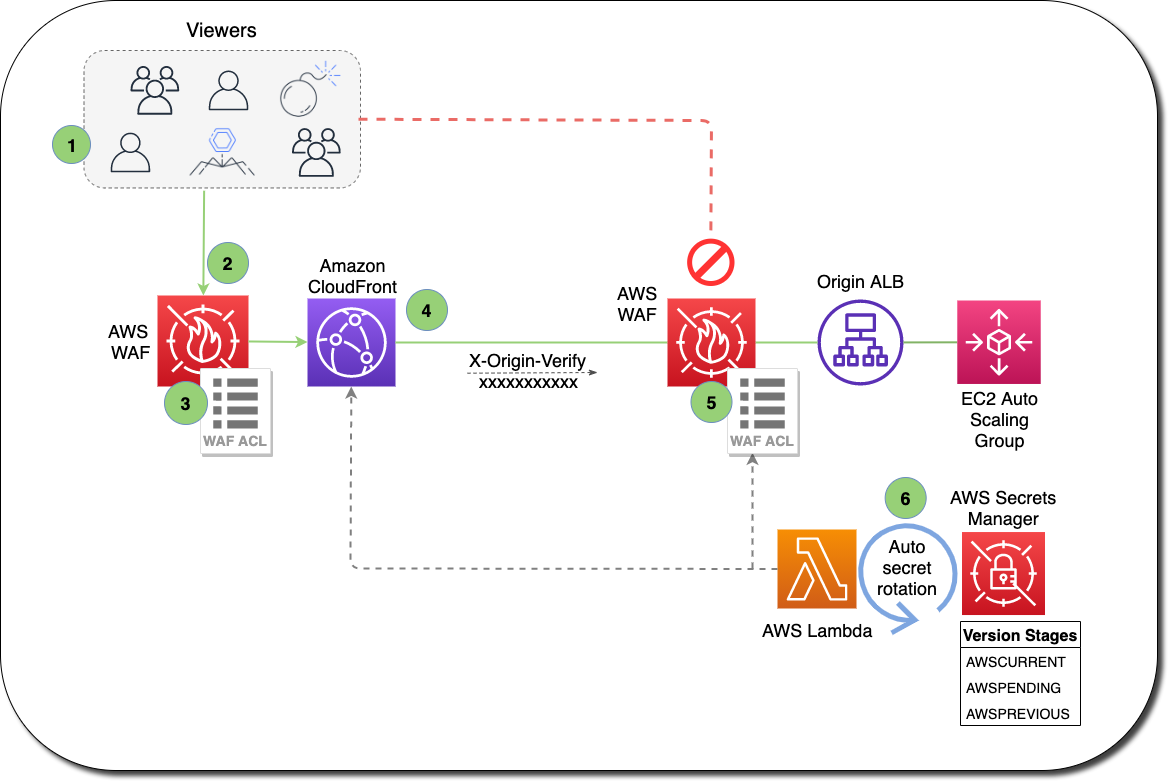 Viewers
1
2
Amazon
CloudFront
4
AWS
WAF
3
WAF ACL
X-Origin-Verify
xxxxxxxxxxx
AWS
WAF
5
WAF ACL
Origin ALB
EC2 Auto
Scaling
Group
6
Auto
secret
rotation
AWS Lambda
AWS Secrets
Manager
Version Stages
AWSCURRENT
AWSPENDING
AWSPREVIOUS